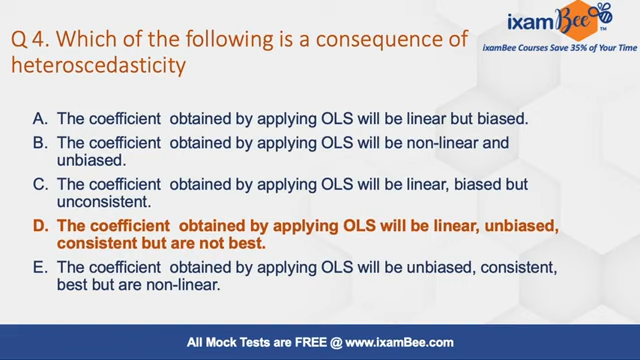 ixamBee
TM
ixamBee Courses Save 35% of Your Time
Q 4. Which of the following is a consequence of
heteroscedasticity
A. The coefficient obtained by applying OLS will be linear but biased.
B. The coefficient obtained by applying OLS will be non-linear and
unbiased.
C. The coefficient obtained by applying OLS will be linear, biased but
unconsistent.
D. The coefficient obtained by applying OLS will be linear, unbiased,
consistent but are not best.
E. The coefficient obtained by applying OLS will be unbiased, consistent,
best but are non-linear.
All Mock Tests are FREE @ www.ixamBee.com